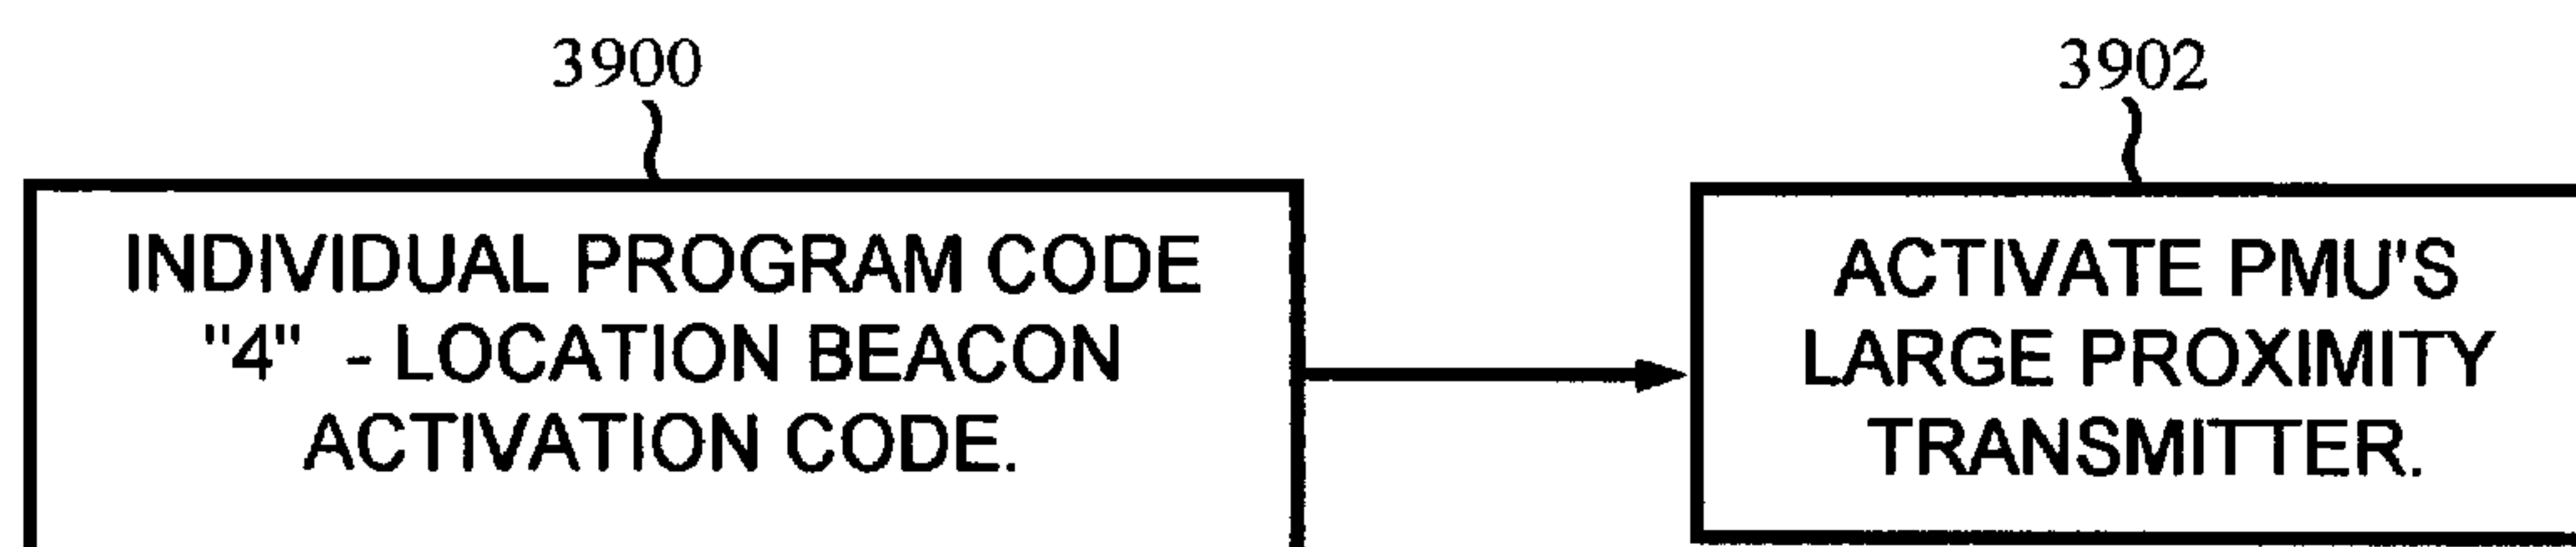 3900
INDIVIDUAL PROGRAM CODE
"4" - LOCATION BEACON
ACTIVATION CODE.
3902
ACTIVATE PMU'S
LARGE PROXIMITY
TRANSMITTER.